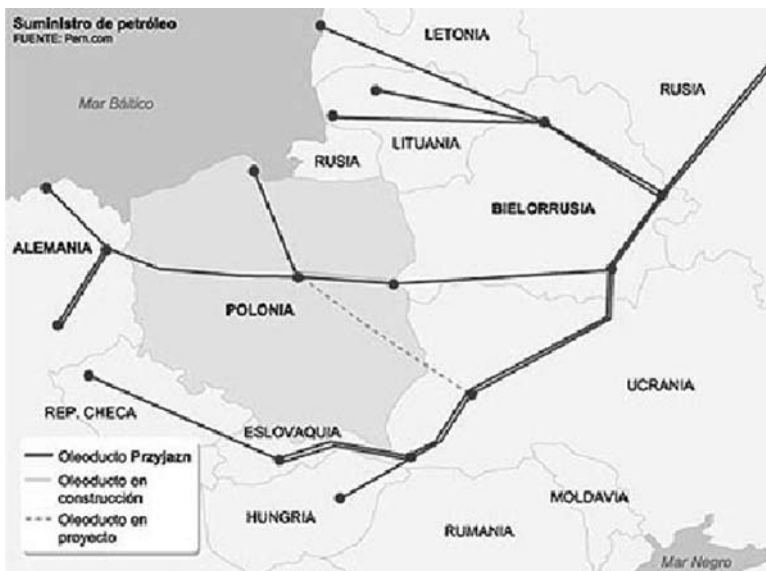 Suministro de petróleo
FUENTE: Pern.com
LETONIA
Mar Báltico
RUSIA
LITUANIA
RUSIA
BIELORRUSIA
ALEMANIA
POLONIA
UCRANIA
REP. CHECA
ESLOVAQUIA
Oleoducto Przyjazn
Oleoducto en
construcción
Oleoducto en
proyecto
HUNGRIA
MOLDAVIA
RUMANIA
Mar Negro